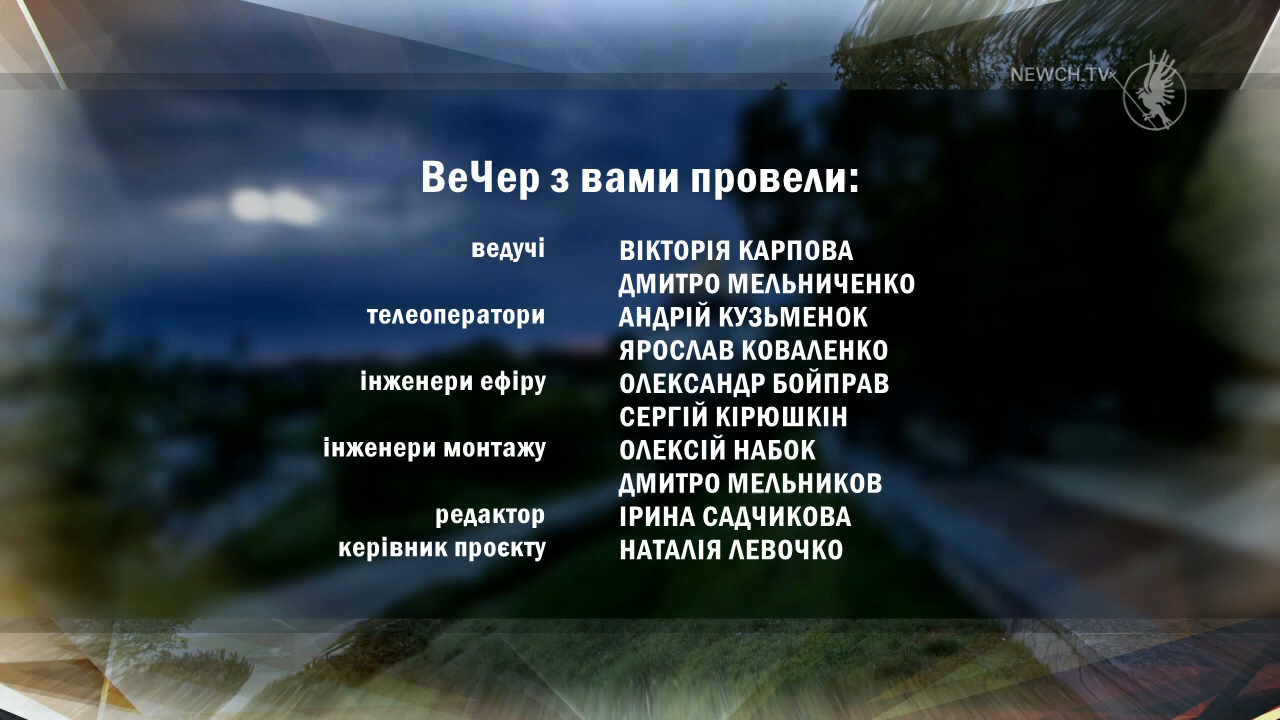 NEWCH.TV
ВеЧер з вами провели:
ведучі ВІКТОРІЯ КАРПОВА
ДМИТРО МЕЛЬНИЧЕНКО
телеоператори АНДРІЙ КУЗЬМЕНОК
ЯРОСЛАВ КОВАЛЕНКО
інженери ефіру ОЛЕКСАНДР БОЙПРАВ
СЕРГІЙ КІРЮШКІН
інженери монтажу ОЛЕКСІЙ НАБОК
ДМИТРО МЕЛЬНИКОВ
редактор ІРИНА САДЧИКОВА
керівник проєкту НАТАЛІЯ ЛЕВОЧКО